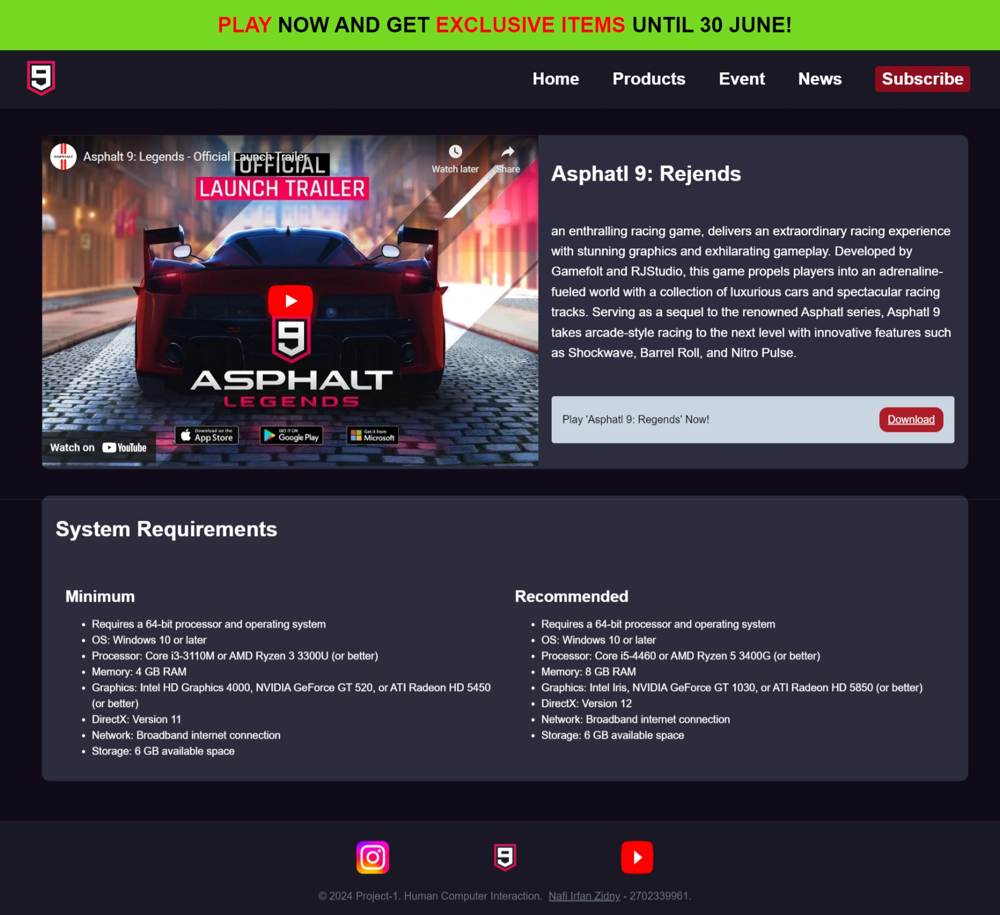 PLAY NOW AND GET EXCLUSIVE ITEMS UNTIL 30 JUNE!
9
Home
Products
Event
News
Subscribe
ASPHALT
Asphalt 9: Legends - Official Launch Trailer
Watch later
Share
OFFICIAL
LAUNCH TRAILER
9
ASPHALT
LEGENDS
Download on the
App Store
GET IT ON
Google Play
Get it from
Microsoft
Watch on YouTube
Asphatl 9: Rejends
an enthralling racing game, delivers an extraordinary racing experience
with stunning graphics and exhilarating gameplay. Developed by
Gamefolt and RJStudio, this game propels players into an adrenaline-
fueled world with a collection of luxurious cars and spectacular racing
tracks. Serving as a sequel to the renowned Asphatl series, Asphatl 9
takes arcade-style racing to the next level with innovative features such
as Shockwave, Barrel Roll, and Nitro Pulse.
Play 'Asphatl 9: Regends' Now!
Download
System Requirements
Minimum
Requires a 64-bit processor and operating system
OS: Windows 10 or later
Processor: Core i3-3110M or AMD Ryzen 3 3300U (or better)
Memory: 4 GB RAM
Graphics: Intel HD Graphics 4000, NVIDIA GeForce GT 520, or ATI Radeon HD 5450
(or better)
DirectX: Version 11
Network: Broadband internet connection
Storage: 6 GB available space
Recommended
Requires a 64-bit processor and operating system
OS: Windows 10 or later
Processor: Core i5-4460 or AMD Ryzen 5 3400G (or better)
Memory: 8 GB RAM
Graphics: Intel Iris, NVIDIA GeForce GT 1030, or ATI Radeon HD 5850 (or better)
DirectX: Version 12
Network: Broadband internet connection
Storage: 6 GB available space
9
© 2024 Project-1. Human Computer Interaction. Nafi Irfan Zidny - 2702339961.